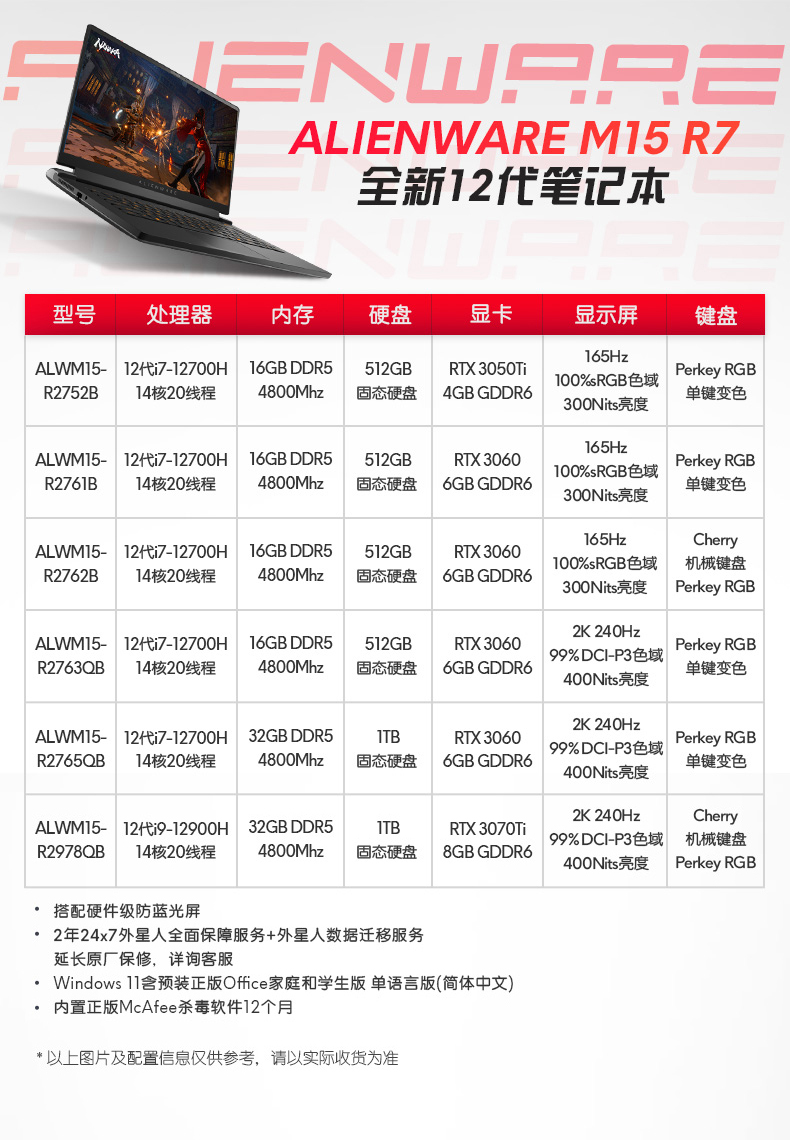 ALIENWARE
NARAKA
ALIENWARE
ALIENWARE M15 R7
全新12代笔记本
型号 处理器 内存 硬盘 显卡 显示屏 键盘
ALWM15-
R2752B
12代i7-12700H
14核20线程
16GB DDR5
4800Mhz
512GB
固态硬盘
RTX 3050Ti
4GB GDDR6
165Hz
100%sRGB色域
300Nits亮度
Perkey RGB
单键变色
ALWM15-
R2761B
12代i7-12700H
14核20线程
16GB DDR5
4800Mhz
512GB
固态硬盘
RTX 3060
6GB GDDR6
165Hz
100%sRGB色域
300Nits亮度
Perkey RGB
单键变色
ALWM15-
R2762B
12代i7-12700H
14核20线程
16GB DDR5
4800Mhz
512GB
固态硬盘
RTX 3060
6GB GDDR6
165Hz
100%sRGB色域
300Nits亮度
Cherry
机械键盘
Perkey RGB
ALWM15-
R2763QB
12代i7-12700H
14核20线程
16GB DDR5
4800Mhz
512GB
固态硬盘
RTX 3060
6GB GDDR6
2K 240Hz
99% DCI-P3色域
400Nits亮度
Perkey RGB
单键变色
ALWM15-
R2765QB
12代i7-12700H
14核20线程
32GB DDR5
4800Mhz
1TB
固态硬盘
RTX 3060
6GB GDDR6
2K 240Hz
99% DCI-P3色域
400Nits亮度
Perkey RGB
单键变色
ALWM15-
R2978QB
12代i9-12900H
14核20线程
32GB DDR5
4800Mhz
1TB
固态硬盘
RTX 3070Ti
8GB GDDR6
2K 240Hz
99% DCI-P3色域
400Nits亮度
Cherry
机械键盘
Perkey RGB
• 搭配硬件级防蓝光屏
• 2年24x7外星人全面保障服务+外星人数据迁移服务
延长原厂保修，详询客服
• Windows 11含预装正版Office家庭和学生版 单语言版(简体中文)
• 内置正版McAfee杀毒软件12个月
* 以上图片及配置信息仅供参考，请以实际收货为准